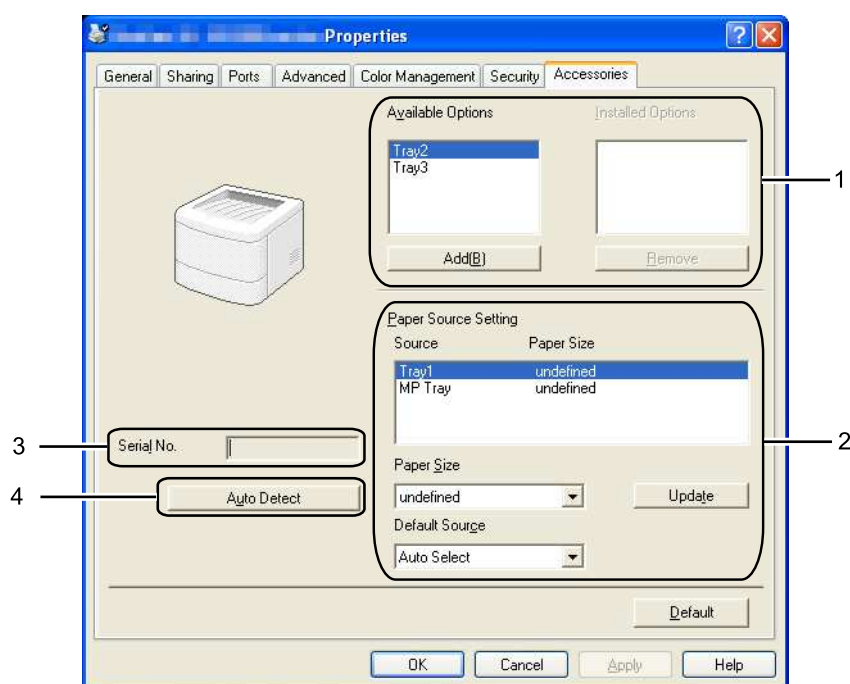 Properties
General Sharing Ports Advanced Color Management Security Accessories
Available Options Installed Options
Tray2
Tray3
1
Add(B) Remove
Paper Source Setting
Source Paper Size
Tray1 undefined
MP Tray undefined
3 Serial No. 2
Paper Size
4 Auto Detect undefined Update
Default Source
Auto Select
Default
OK Cancel Apply Help